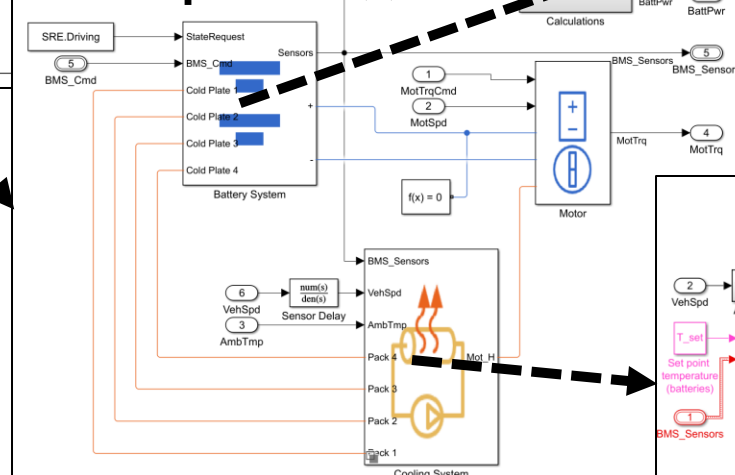 BattPwr
BattPwr
Calculations
SRE.Driving
StateRequest
Sensors
5
BMS_Cmd
BMS_Cmd
Cold Plate 1
Cold Plate 2
Cold Plate 3
Cold Plate 4
+
-
Battery System
1
MotTrqCmd
2
MotSpd
f(x) = 0
+
-
Motor
BMS_Sensors
5
BMS_Sensor
MotTrq
4
MotTrq
BMS_Sensors
6
VehSpd
num(s)
den(s)
Sensor Delay
VehSpd
3
AmbTmp
AmbTmp
Pack 4
Mot_H
Pack 3
Pack 2
Pack 1
Cooling System
2
VehSpd
T_set
Set point
temperature
(batteries)
1
BMS_Sensors